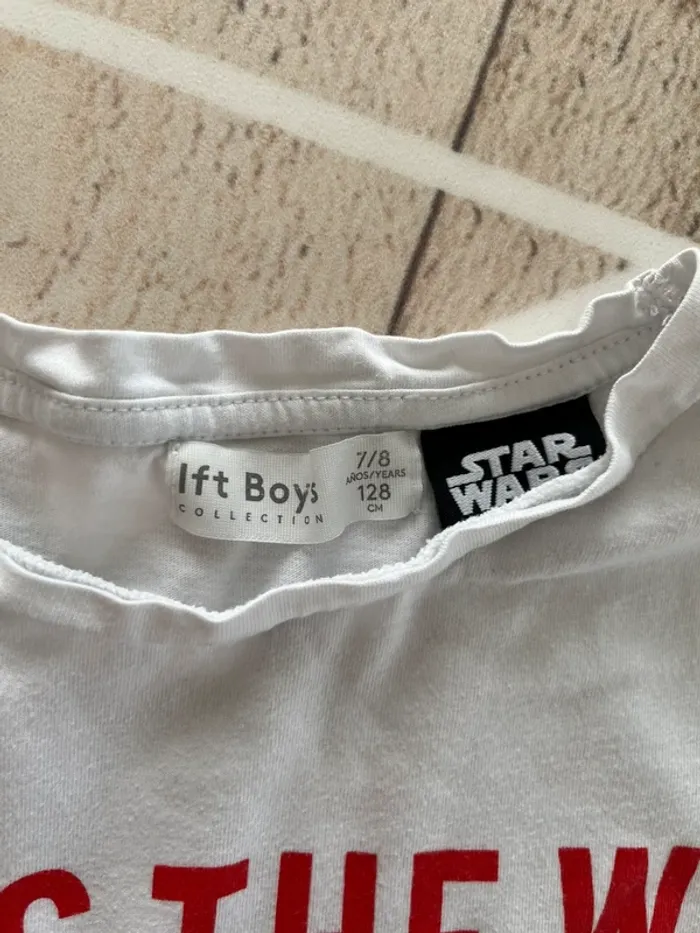 lft Boys
COLLECTION
7/8
AÑOS/YEARS
128
CM
STAR
WARS
S THE W